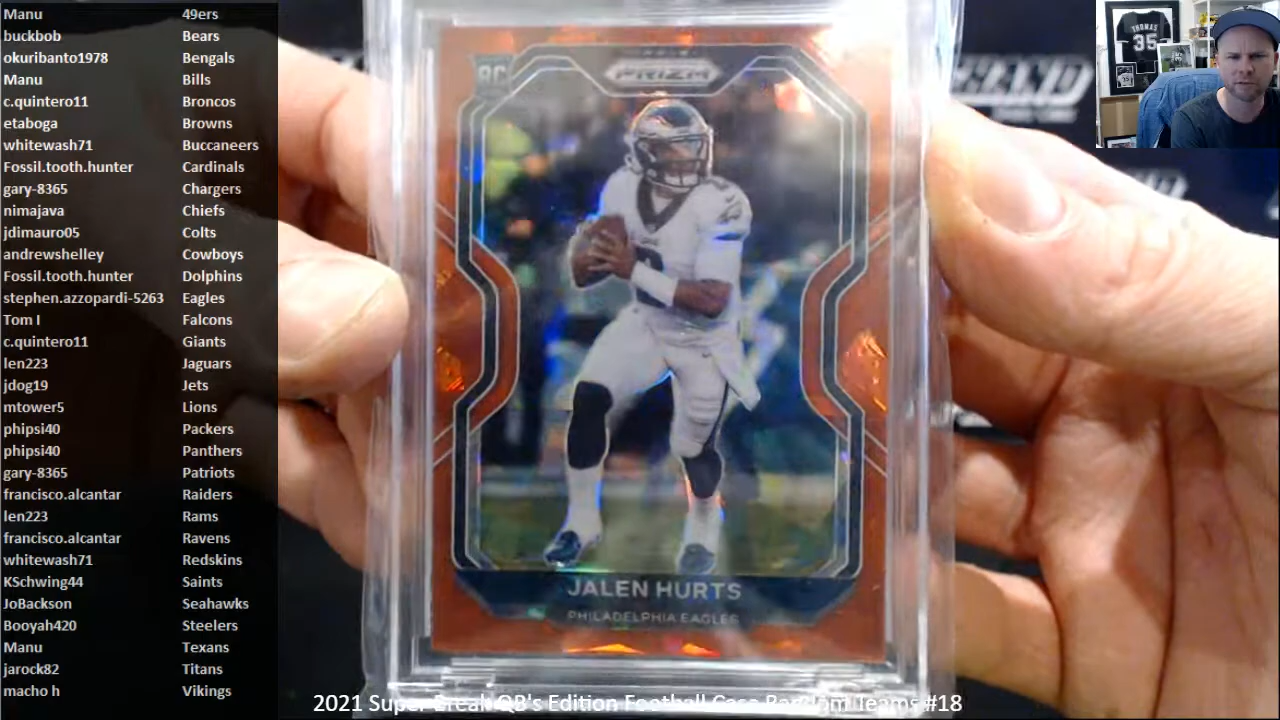 Manu 49ers
buckbob Bears
okuribanto1978 Bengals
Manu Bills
c.quintero11 Broncos
etaboga Browns
whitewash71 Buccaneers
Fossil.tooth.hunter Cardinals
gary-8365 Chargers
nimajava Chiefs
jdimauro05 Colts
andrewshelley Cowboys
Fossil.tooth.hunter Dolphins
stephen.azzopardi-5263 Eagles
Tom I Falcons
c.quintero11 Giants
len223 Jaguars
jdog19 Jets
mtower5 Lions
phipsi40 Packers
phipsi40 Panthers
gary-8365 Patriots
francisco.alcantar Raiders
len223 Rams
francisco.alcantar Ravens
whitewash71 Redskins
KSchwing44 Saints
JoBackson Seahawks
Booyah420 Steelers
Manu Texans
jarock82 Titans
macho h Vikings
RC
PRIZM
JALEN HURTS
PHILADELPHIA EAGLES
THOMAS
35
2021 Super Break QB's Edition Football Case Random Teams #18